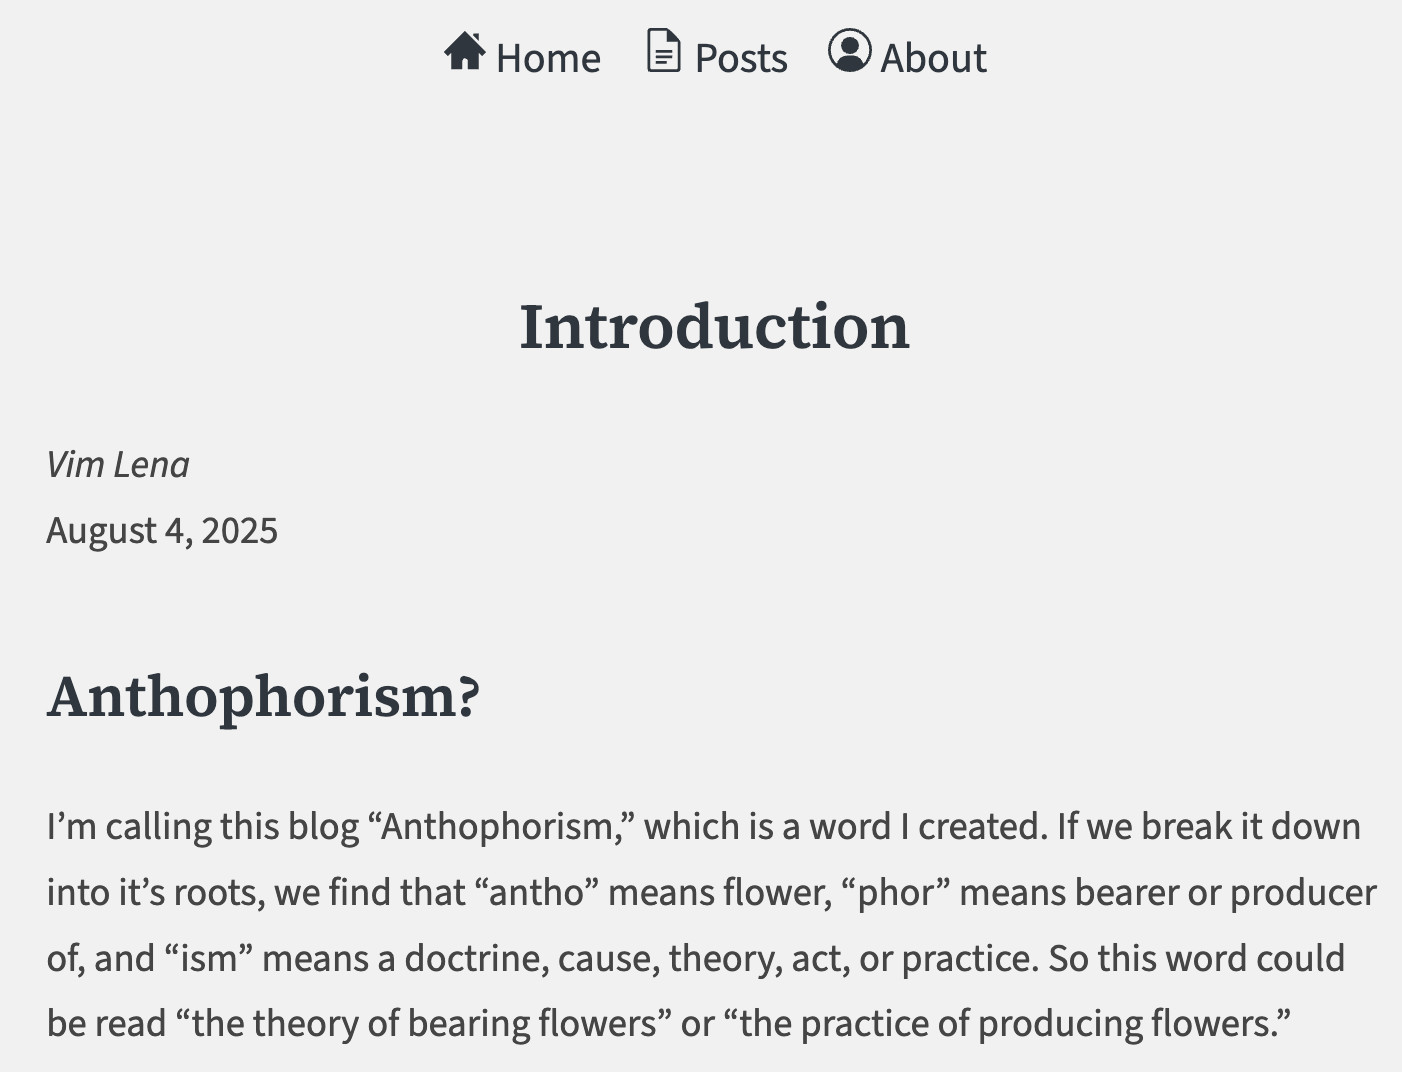 Home Posts About
Introduction
Vim Lena
August 4, 2025
Anthophorism?
I’m calling this blog “Anthophorism,” which is a word I created. If we break it down
into it’s roots, we find that “antho” means flower, “phor” means bearer or producer
of, and “ism” means a doctrine, cause, theory, act, or practice. So this word could
be read “the theory of bearing flowers” or “the practice of producing flowers.”